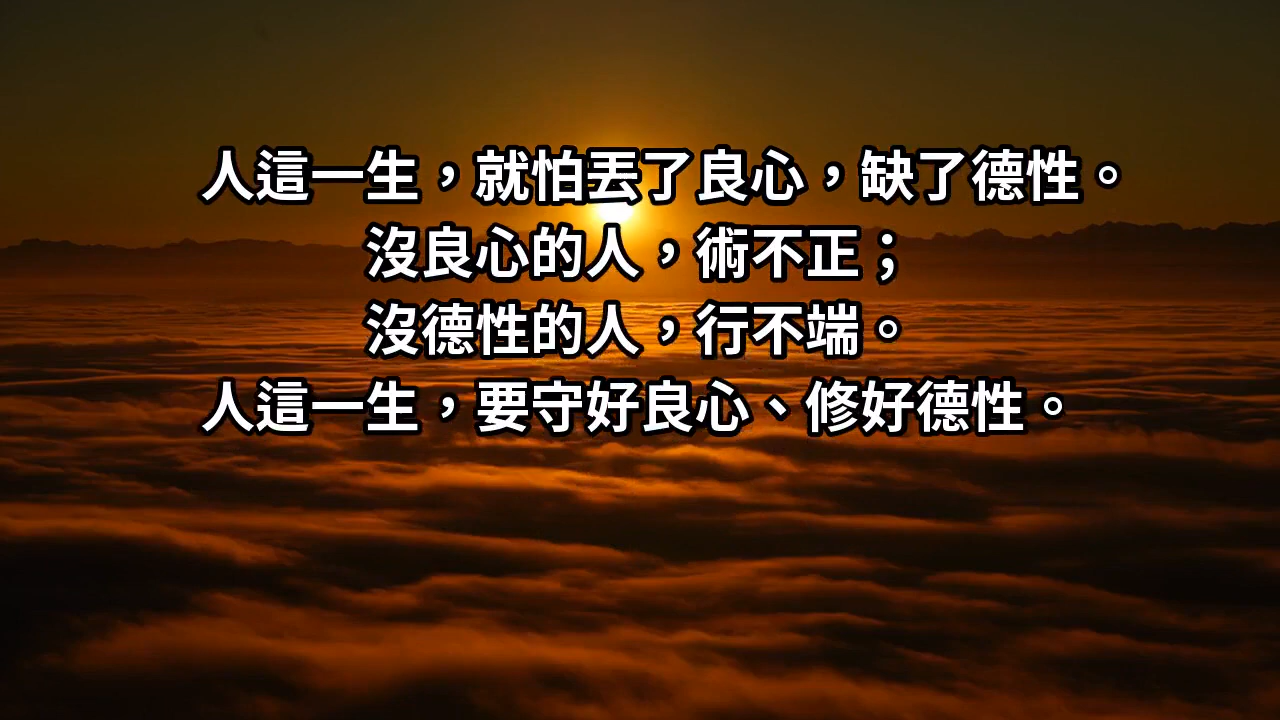 人這一生，就怕丟了良心，缺了德性。
沒良心的人，術不正；
沒德性的人，行不端。
人這一生，要守好良心、修好德性。